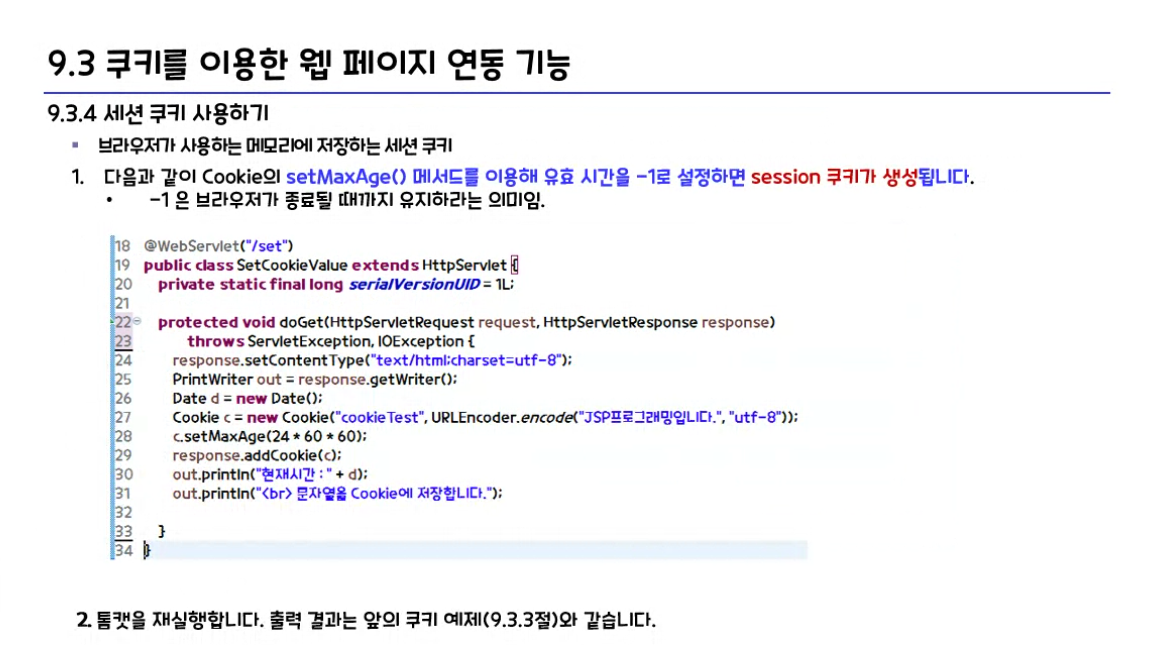 9.3 쿠키를 이용한 웹 페이지 연동 기능
9.3.4 세션 쿠키 사용하기
▪ 브라우저가 사용하는 메모리에 저장하는 세션 쿠키
1. 다음과 같이 Cookie의 setMaxAge() 메서드를 이용해 유효 시간을 -1로 설정하면 session 쿠키가 생성됩니다.
• -1 은 브라우저가 종료될 때까지 유지하라는 의미임.
18 @WebServlet("/set")
19 public class SetCookieValue extends HttpServlet {
20 private static final long serialVersionUID = 1L;
21
22 protected void doGet(HttpServletRequest request, HttpServletResponse response)
23 throws ServletException, IOException {
24 response.setContentType("text/html;charset=utf-8");
25 PrintWriter out = response.getWriter();
26 Date d = new Date();
27 Cookie c = new Cookie("cookieTest", URLEncoder.encode("JSP프로그래밍입니다.", "utf-8"));
28 c.setMaxAge(24 * 60 * 60);
29 response.addCookie(c);
30 out.println("현재시간 : " + d);
31 out.println("<br> 문자열을 Cookie에 저장합니다.");
32
33 }
34 }
2. 톰캣을 재실행합니다. 출력 결과는 앞의 쿠키 예제(9.3.3절)와 같습니다.